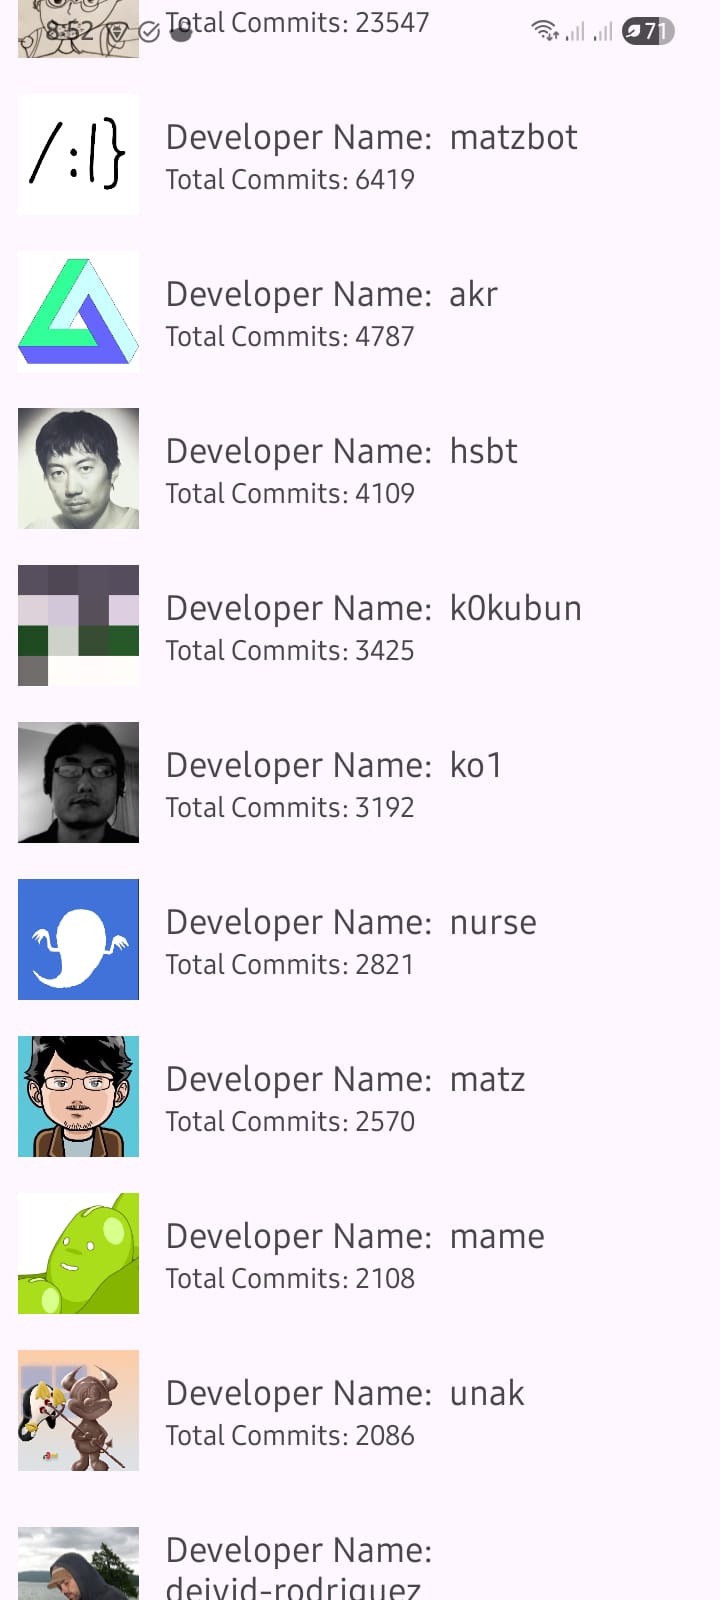 Total Commits: 23547
8:52
71
/:|}
Developer Name: matzbot
Total Commits: 6419
Developer Name: akr
Total Commits: 4787
Developer Name: hsbt
Total Commits: 4109
Developer Name: k0kubun
Total Commits: 3425
Developer Name: ko1
Total Commits: 3192
Developer Name: nurse
Total Commits: 2821
Developer Name: matz
Total Commits: 2570
Developer Name: mame
Total Commits: 2108
Developer Name: unak
Total Commits: 2086
Developer Name:
deivid-rodriguez